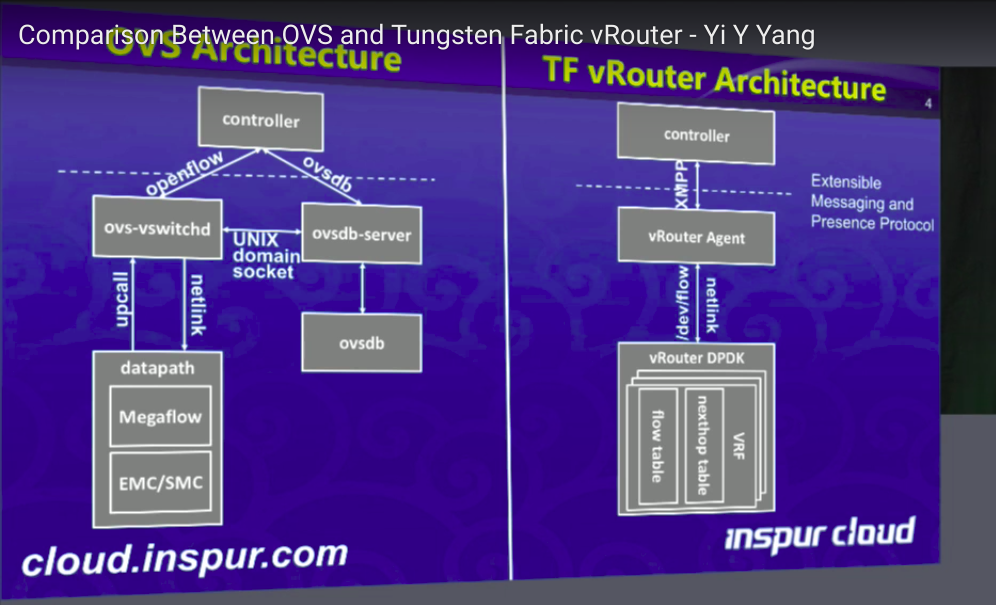 Comparison Between OVS and Tungsten Fabric vRouter - Yi Y Yang
OVS Architecture
controller
openflow
ovsdb
ovs-vswitchd
UNIX
domain
socket
ovsdb-server
upcall
netlink
ovsdb
datapath
Megaflow
EMC/SMC
cloud.inspur.com
TF vRouter Architecture
4
controller
XMPP
Extensible
Messaging and
Presence Protocol
vRouter Agent
/dev/flow
netlink
vRouter DPDK
flow table
nexthop table
VRF
inspur cloud